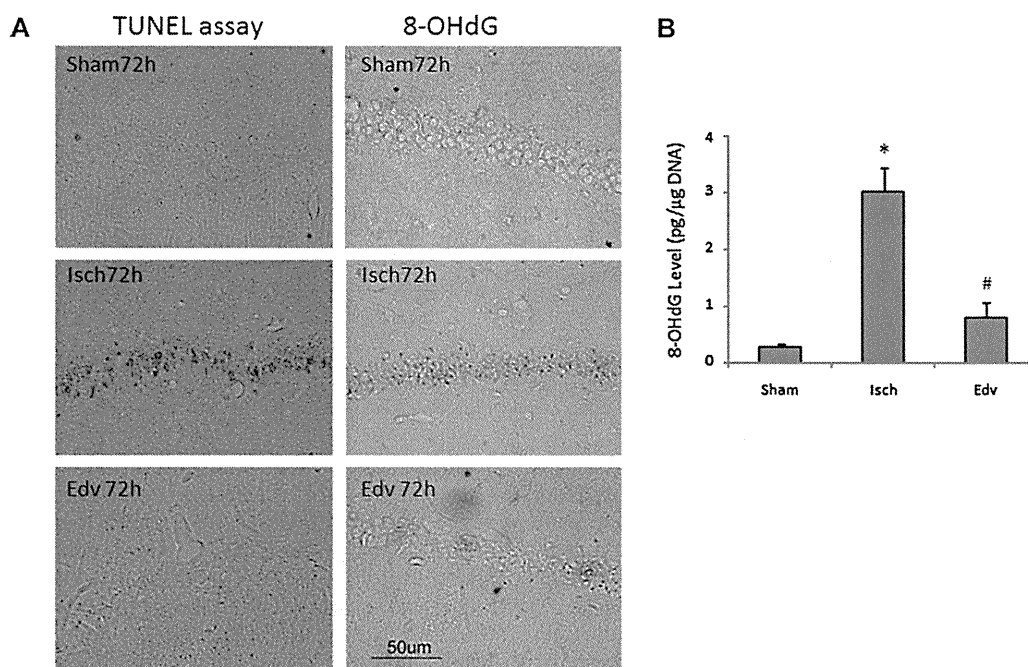 A
TUNEL assay
8-OHdG
Sham72h
Sham72h
Isch72h
Isch72h
Edv 72h
Edv 72h
50um
B
8-OHdG Level (pg/µg DNA)
4
3
2
1
0
*
#
Sham
Isch
Edv